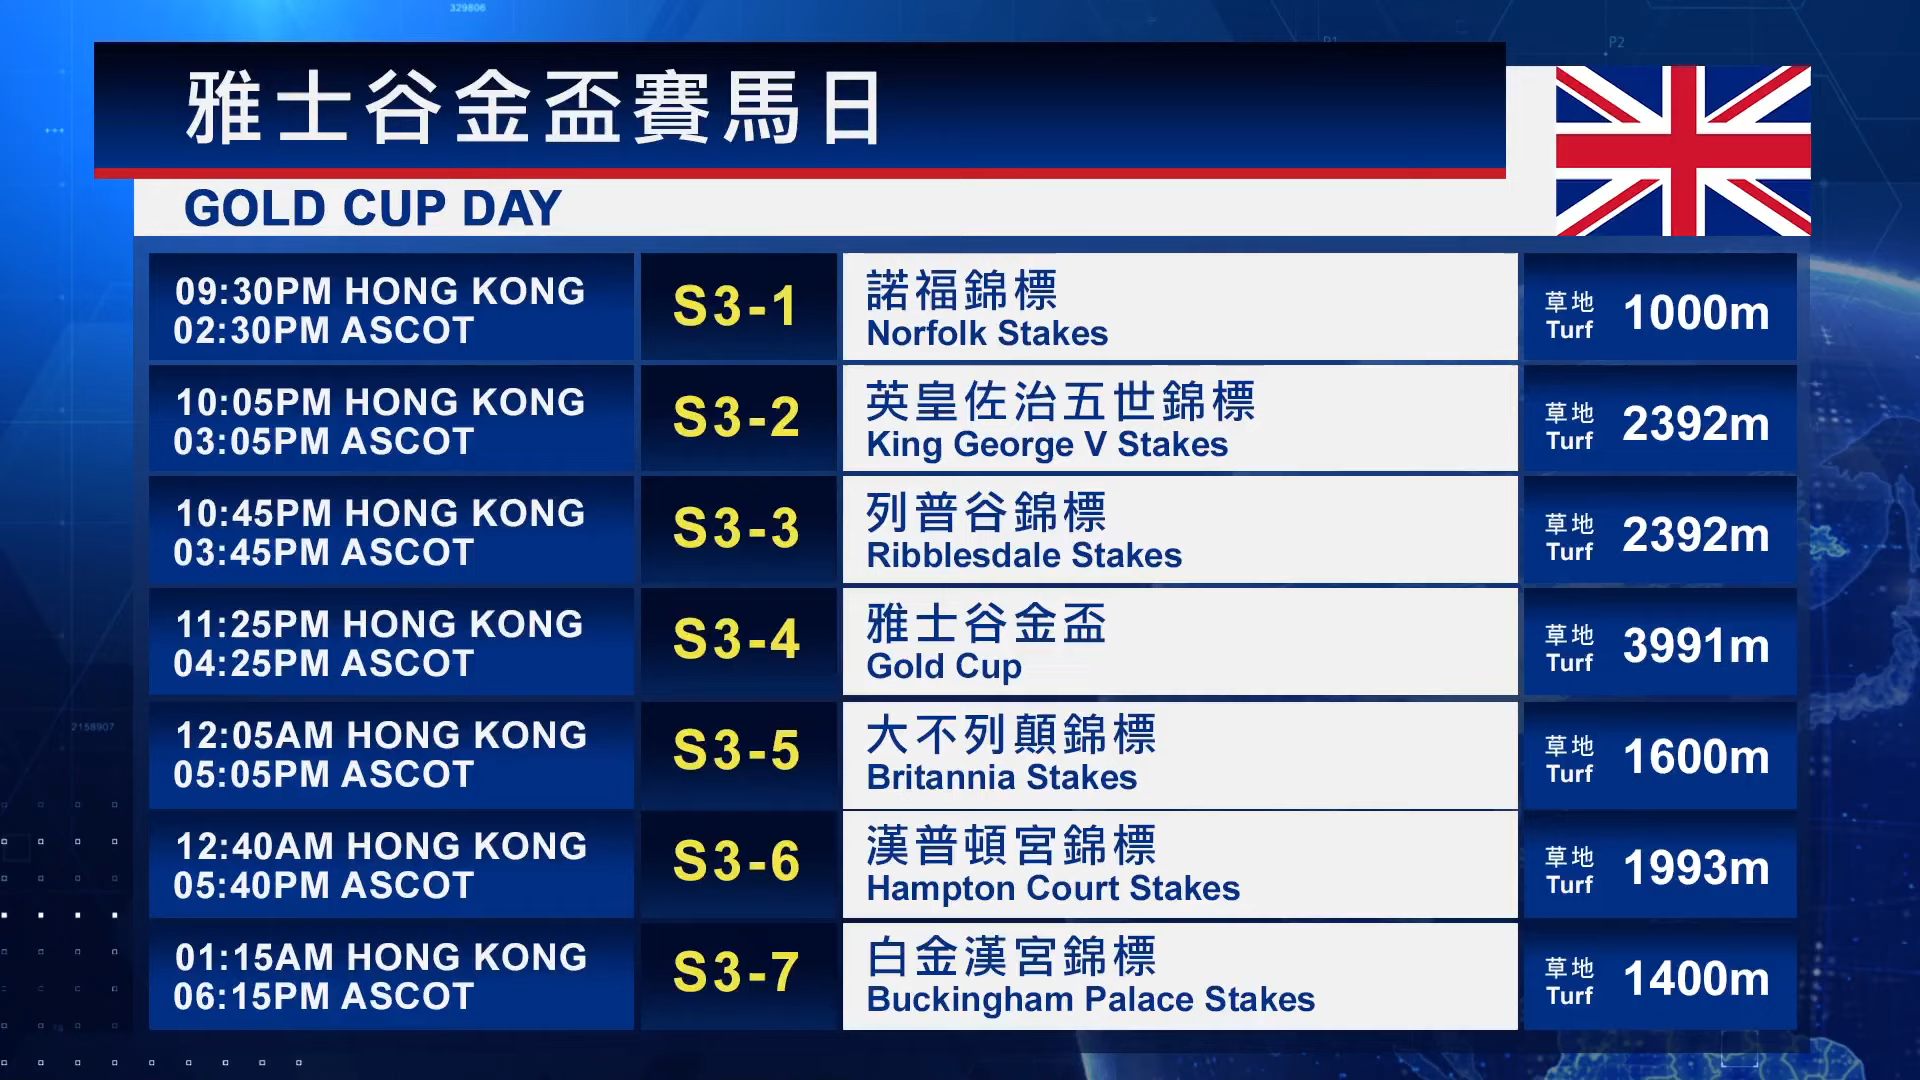 329806
P1
P2
雅士谷金盃賽馬日
GOLD CUP DAY
09:30PM HONG KONG
02:30PM ASCOT
S3-1
諾福錦標
Norfolk Stakes
草地
Turf
1000m
10:05PM HONG KONG
03:05PM ASCOT
S3-2
英皇佐治五世錦標
King George V Stakes
草地
Turf
2392m
10:45PM HONG KONG
03:45PM ASCOT
S3-3
列普谷錦標
Ribblesdale Stakes
草地
Turf
2392m
11:25PM HONG KONG
04:25PM ASCOT
S3-4
雅士谷金盃
Gold Cup
草地
Turf
3991m
2158907
12:05AM HONG KONG
05:05PM ASCOT
S3-5
大不列顛錦標
Britannia Stakes
草地
Turf
1600m
12:40AM HONG KONG
05:40PM ASCOT
S3-6
漢普頓宮錦標
Hampton Court Stakes
草地
Turf
1993m
01:15AM HONG KONG
06:15PM ASCOT
S3-7
白金漢宮錦標
Buckingham Palace Stakes
草地
Turf
1400m